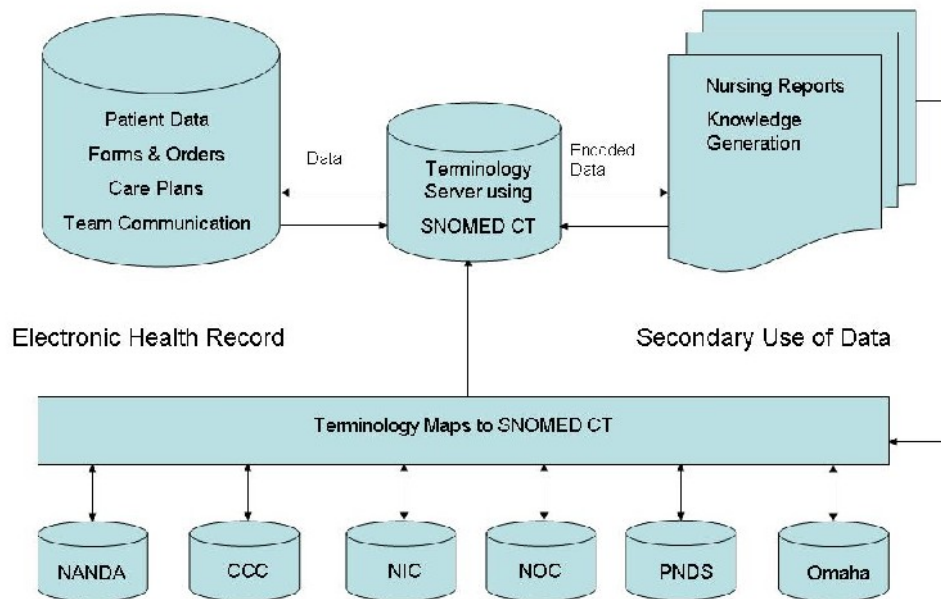 Patient Data
Forms & Orders
Care Plans
Team Communication
Data
Terminology
Server using
SNOMED CT
Encoded
Data
Nursing Reports
Knowledge
Generation
Electronic Health Record
Secondary Use of Data
Terminology Maps to SNOMED CT
NANDA
CCC
NIC
NOC
PNDS
Omaha